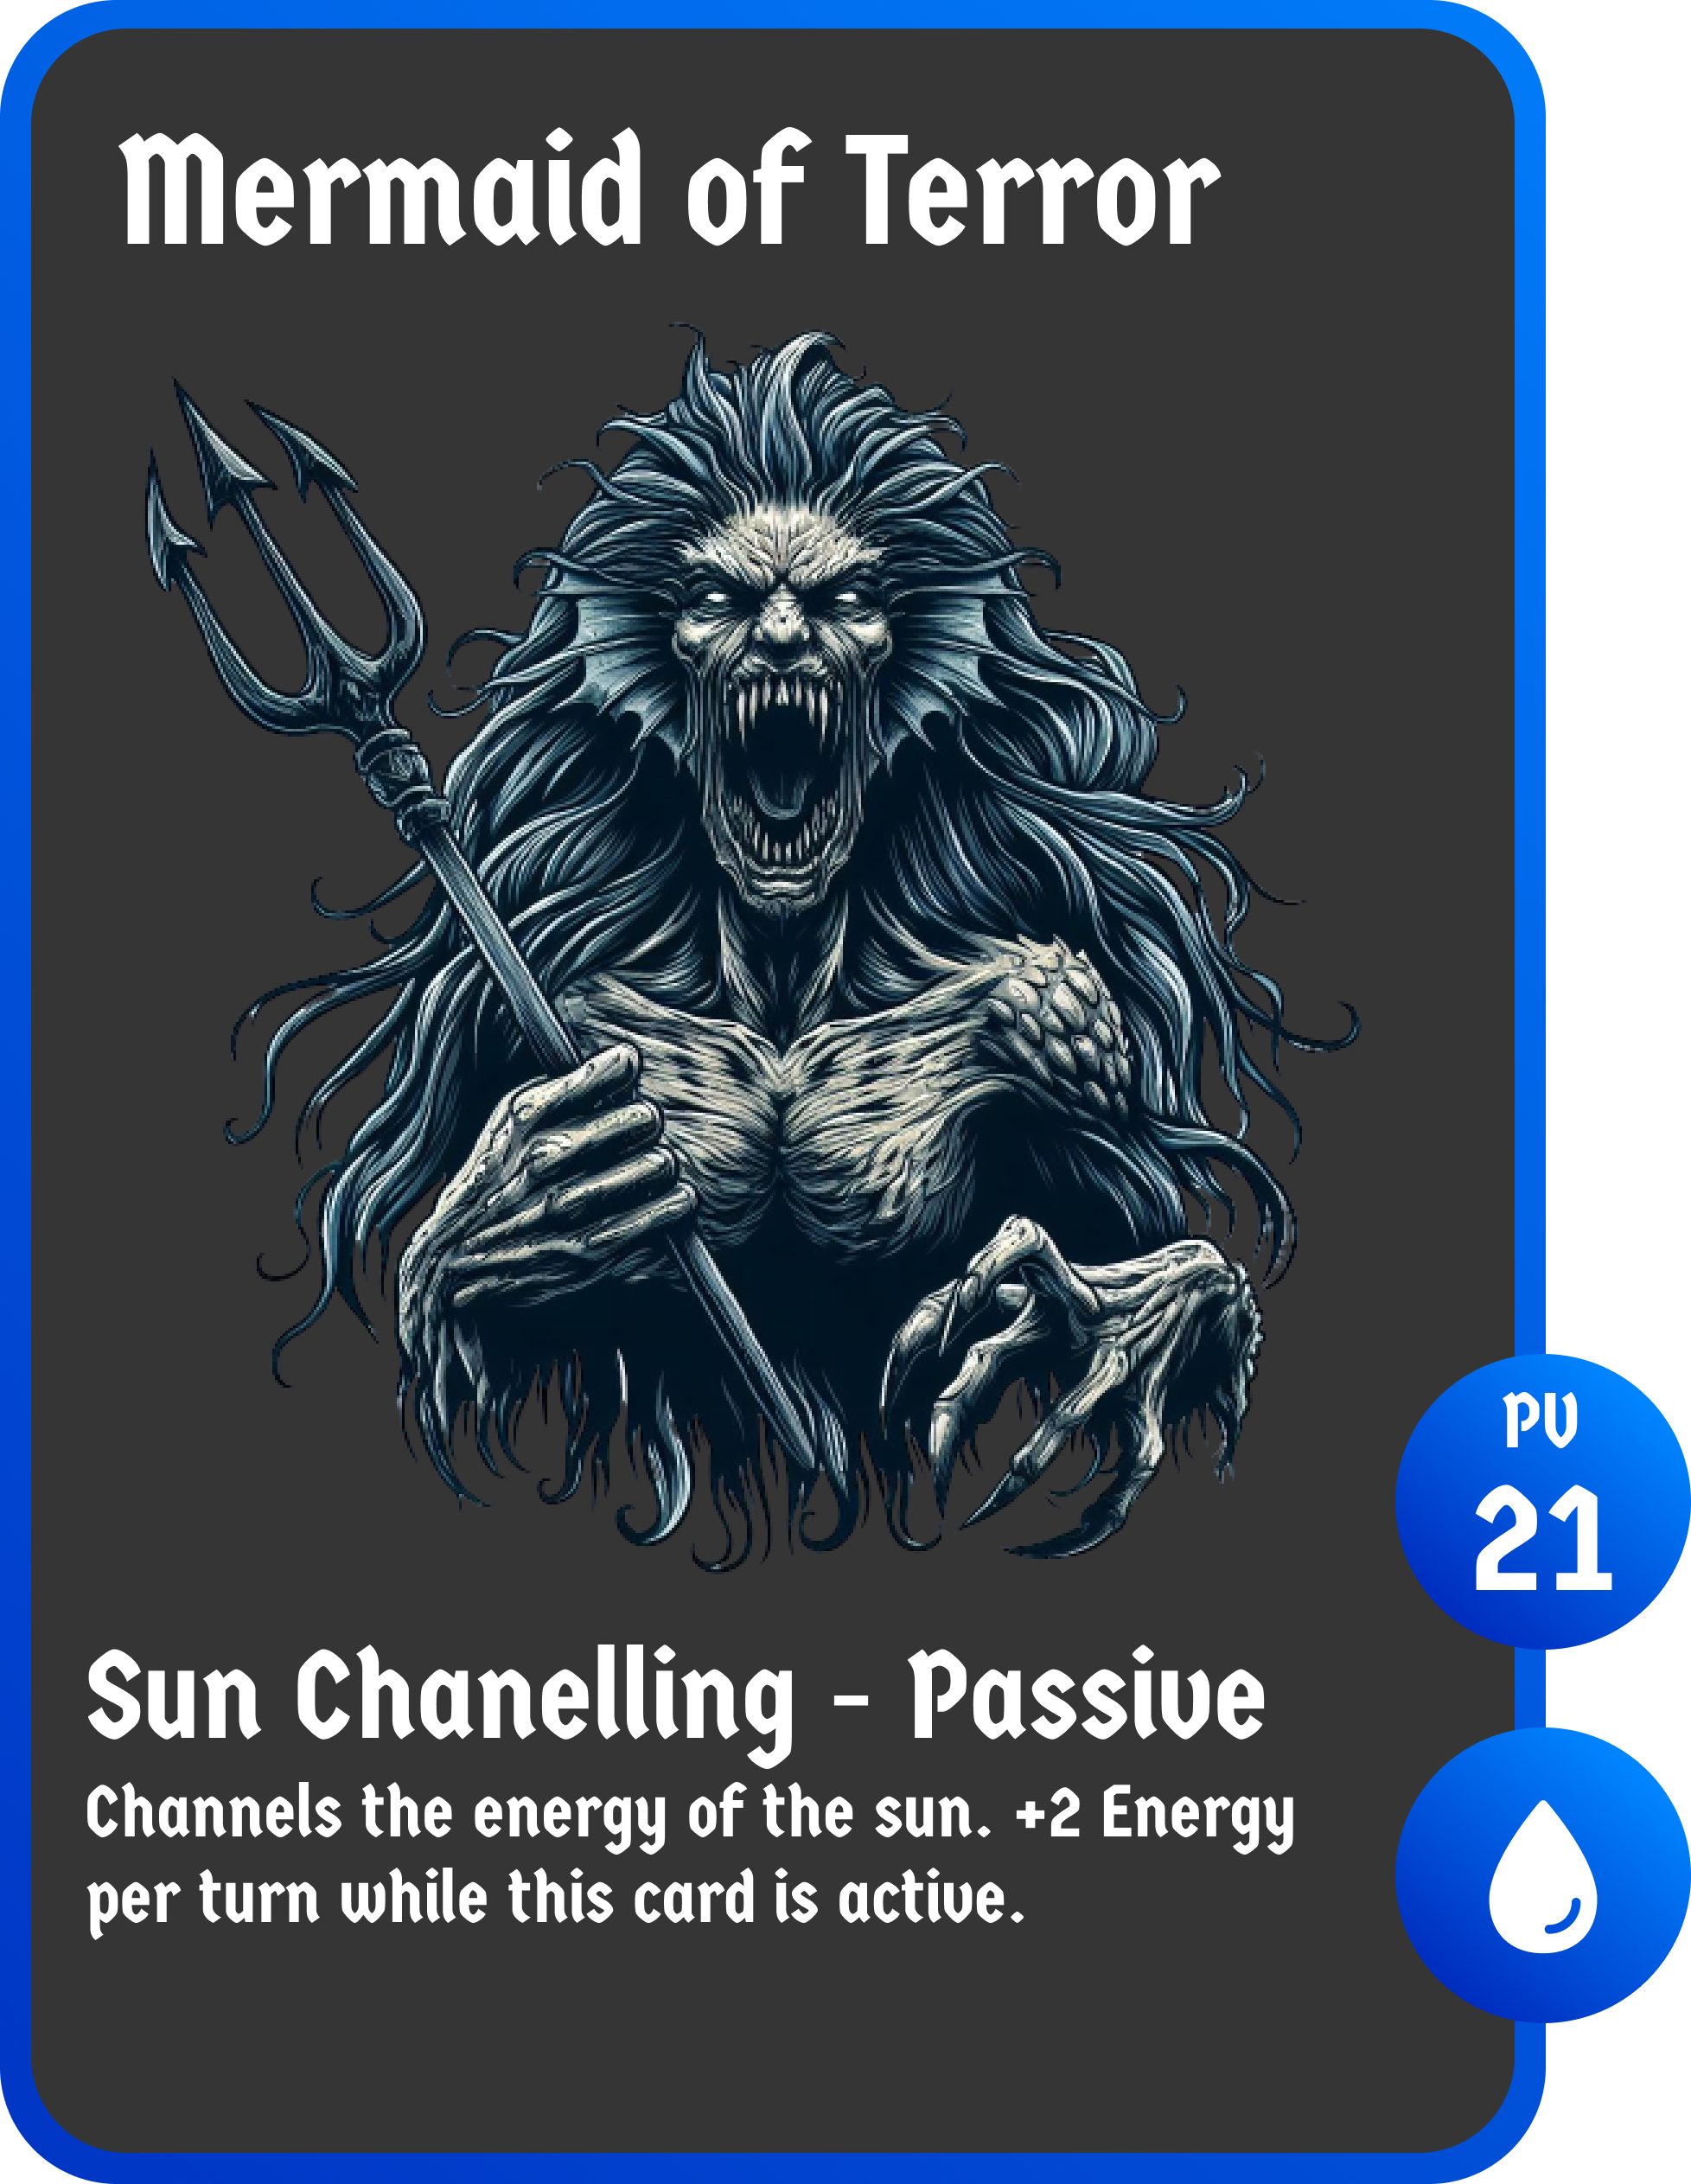 Mermaid of Terror
PV
21
Sun Chanelling - Passive
Channels the energy of the sun. +2 Energy
per turn while this card is active.